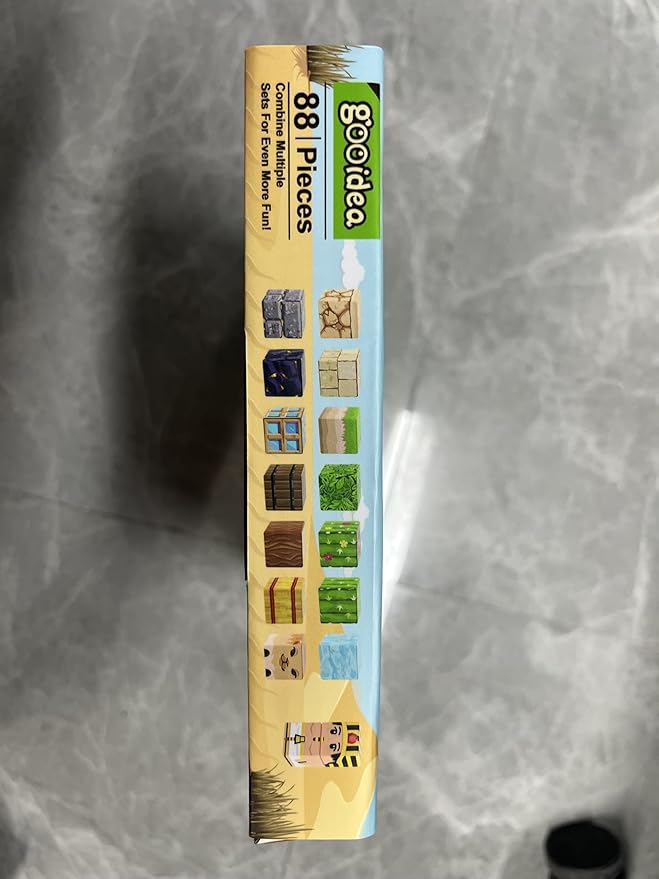 gooidea
88 | Pieces
Combine Multiple
Sets For Even More Fun!